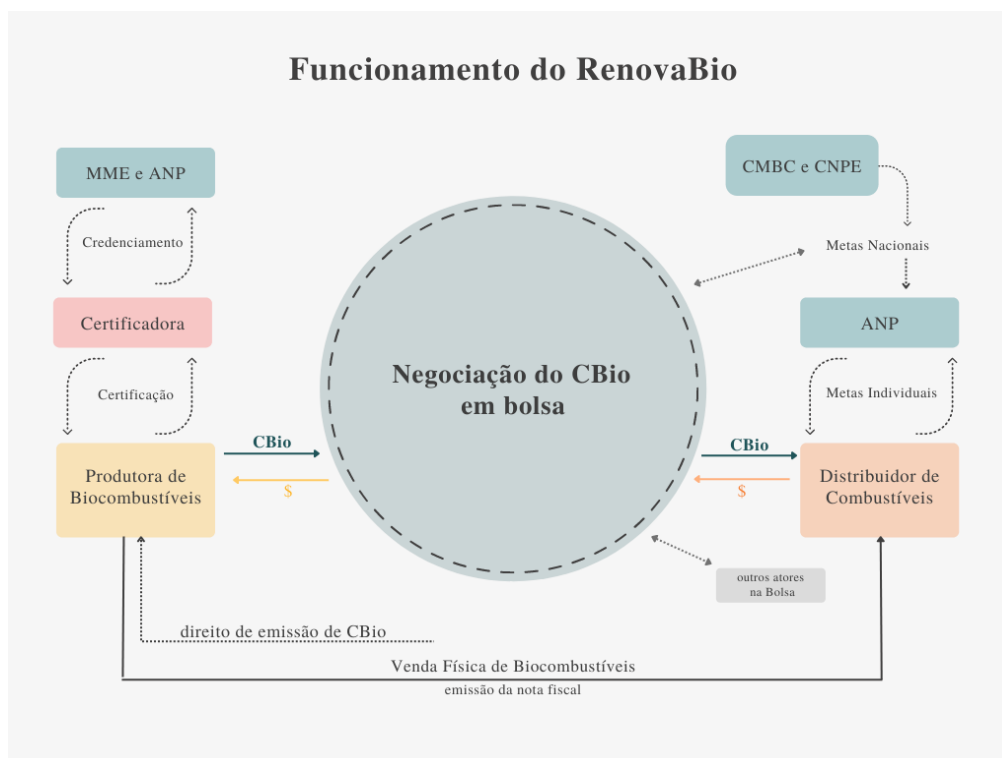 Funcionamento do RenovaBio
MME e ANP
CMBC e CNPE
Credenciamento
Metas Nacionais
Certificadora
ANP
Certificação
Metas Individuais
Negociação do CBio
em bolsa
CBio
$
CBio
$
Produtora de
Biocombustíveis
Distribuidor de
Combustíveis
outros atores
na Bolsa
direito de emissão de CBio
Venda Física de Biocombustíveis
emissão da nota fiscal